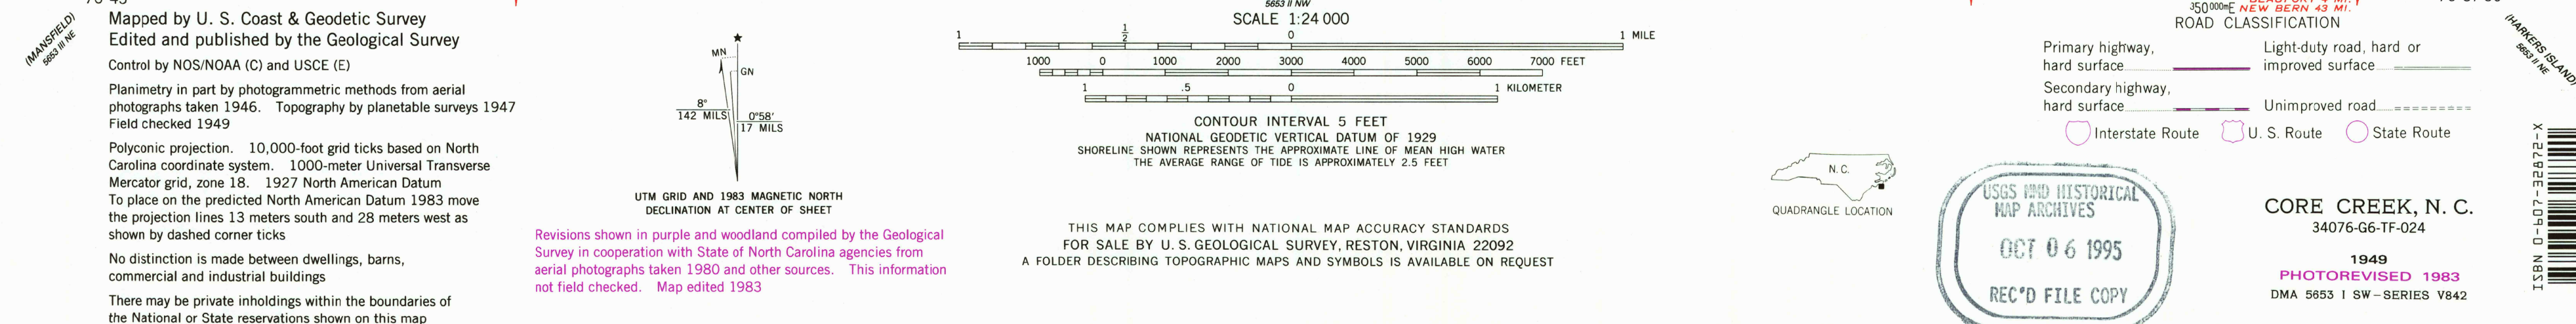 (MANSFIELD)
5653 III NE
Mapped by U. S. Coast & Geodetic Survey
Edited and published by the Geological Survey
Control by NOS/NOAA (C) and USCE (E)
Planimetry in part by photogrammetric methods from aerial
photographs taken 1946. Topography by planetable surveys 1947
Field checked 1949
Polyconic projection. 10,000-foot grid ticks based on North
Carolina coordinate system. 1000-meter Universal Transverse
Mercator grid, zone 18. 1927 North American Datum
To place on the predicted North American Datum 1983 move
the projection lines 13 meters south and 28 meters west as
shown by dashed corner ticks
No distinction is made between dwellings, barns,
commercial and industrial buildings
There may be private inholdings within the boundaries of
the National or State reservations shown on this map
★
MN
GN
8°
142 MILS
0°58'
17 MILS
UTM GRID AND 1983 MAGNETIC NORTH
DECLINATION AT CENTER OF SHEET
Revisions shown in purple and woodland compiled by the Geological
Survey in cooperation with State of North Carolina agencies from
aerial photographs taken 1980 and other sources. This information
not field checked. Map edited 1983
5653 II NW
SCALE 1:24 000
1 1/2 0 1 MILE
1000 0 1000 2000 3000 4000 5000 6000 7000 FEET
1 .5 0 1 KILOMETER
CONTOUR INTERVAL 5 FEET
NATIONAL GEODETIC VERTICAL DATUM OF 1929
SHORELINE SHOWN REPRESENTS THE APPROXIMATE LINE OF MEAN HIGH WATER
THE AVERAGE RANGE OF TIDE IS APPROXIMATELY 2.5 FEET
THIS MAP COMPLIES WITH NATIONAL MAP ACCURACY STANDARDS
FOR SALE BY U. S. GEOLOGICAL SURVEY, RESTON, VIRGINIA 22092
A FOLDER DESCRIBING TOPOGRAPHIC MAPS AND SYMBOLS IS AVAILABLE ON REQUEST
N. C.
QUADRANGLE LOCATION
350000mE NEW BERN 43 MI.
ROAD CLASSIFICATION
Primary highway,
hard surface
Light-duty road, hard or
improved surface
Secondary highway,
hard surface
Unimproved road
Interstate Route
U. S. Route
State Route
(HARKERS ISLAND)
5653 II NE
USGS NMD HISTORICAL
MAP ARCHIVES
OCT 06 1995
REC'D FILE COPY
CORE CREEK, N. C.
34076-G6-TF-024
1949
PHOTOREVISED 1983
DMA 5653 I SW–SERIES V842
ISBN 0-607-03282-X